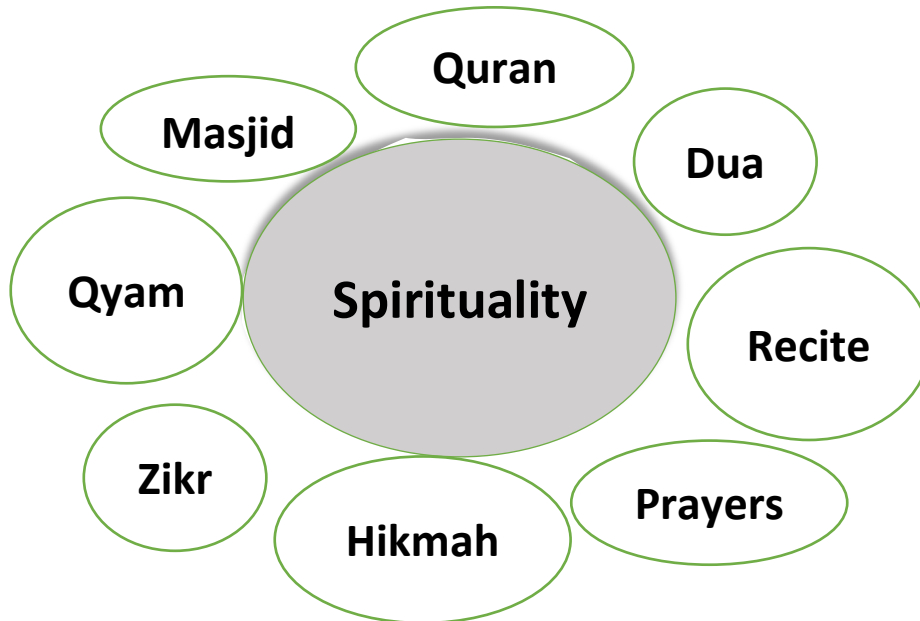 Quran
Masjid
Dua
Qyam
Spirituality
Recite
Zikr
Prayers
Hikmah